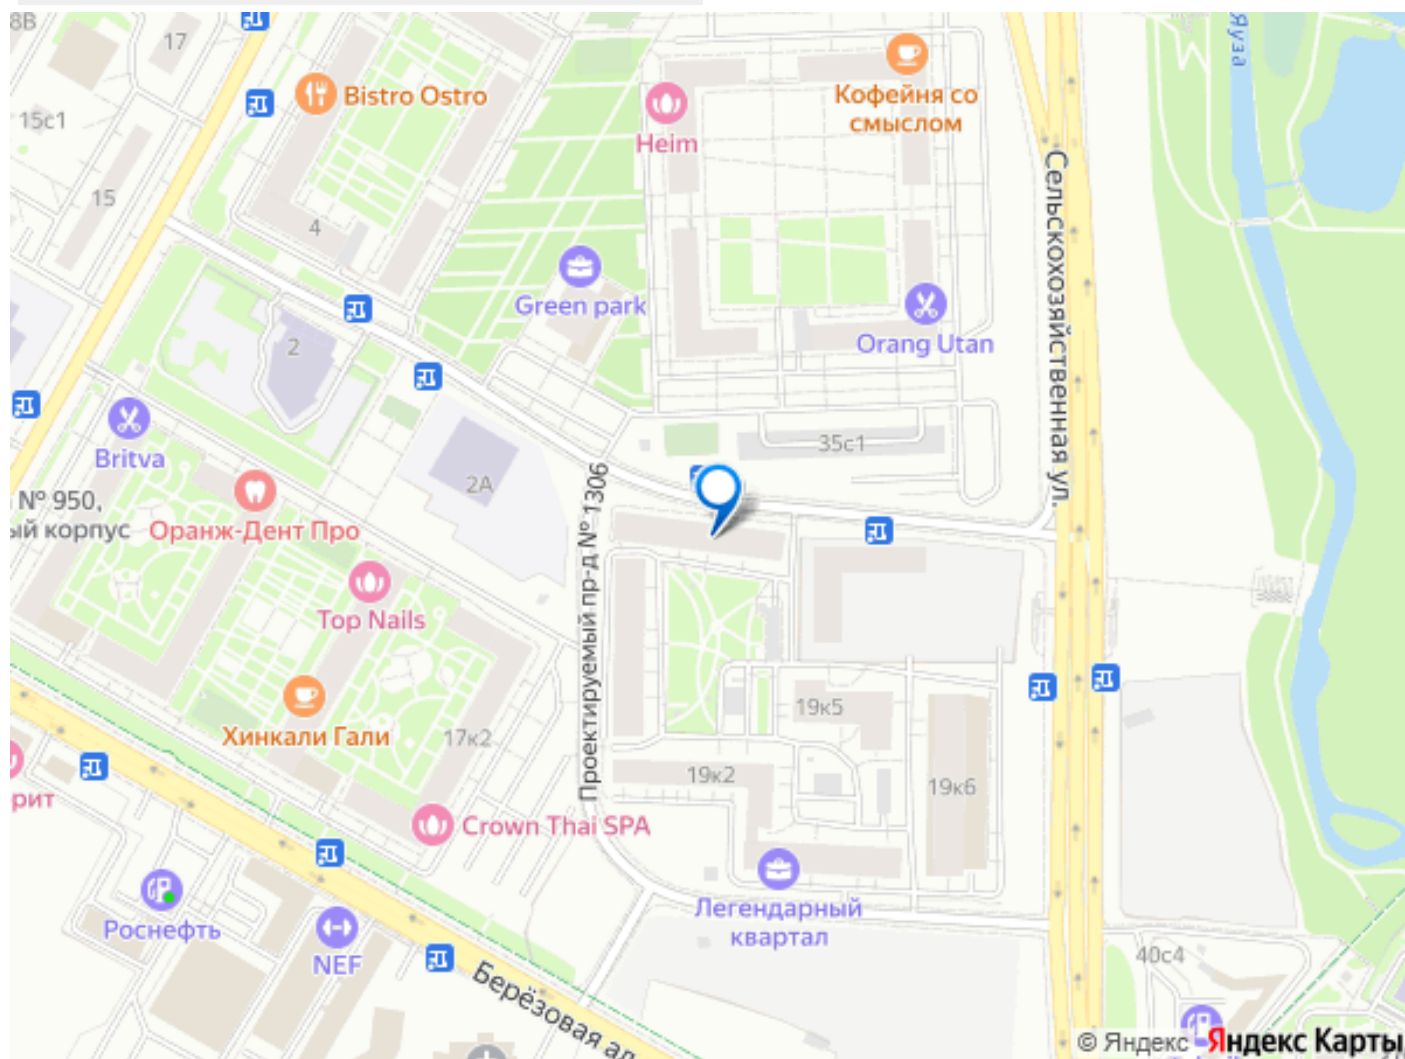 8В
17
Bistro Ostro
15с1
15
4
Heim
Кофейня со
смыслом
Яуза
Сельскохозяйственная ул.
Green park
Orang Utan
2
Britva
2А
35с1
№ 950,
ый корпус
Оранж-Дент Про
Проектируемый пр-д № 1306
Top Nails
Хинкали Гали
17к2
19к5
19к2
19к6
рит
Crown Thai SPA
Роснефть
NEF
Легендарный
квартал
Берёзовая ал
40с4
© Яндекс Яндекс Карты